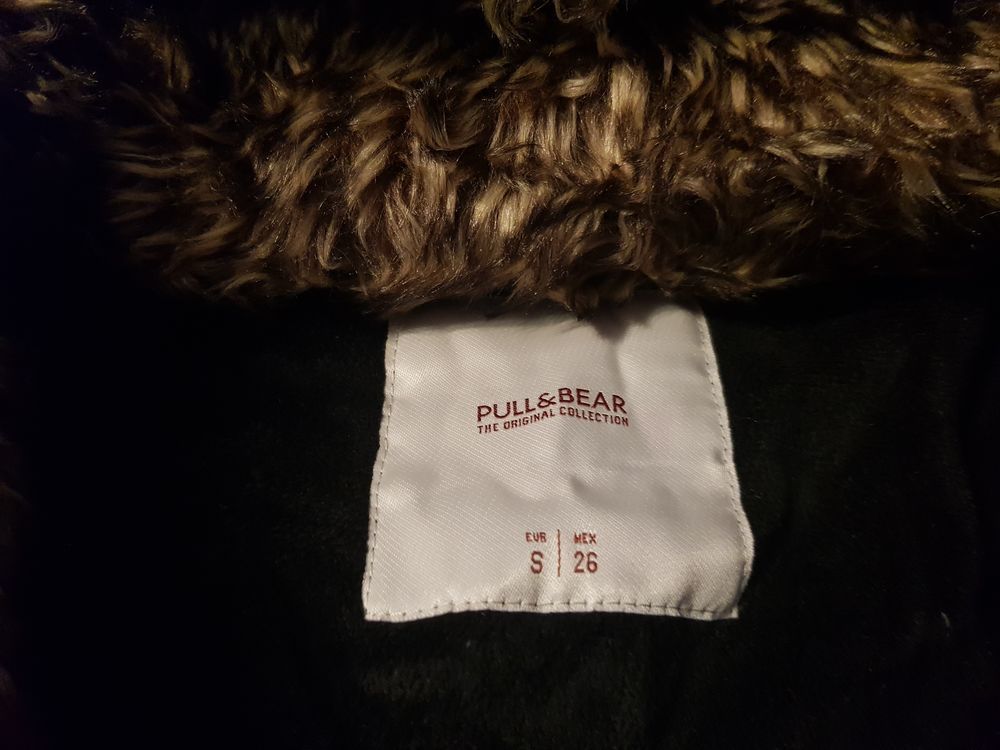 PULL&BEAR
THE ORIGINAL COLLECTION
EUR | MEX
S | 26